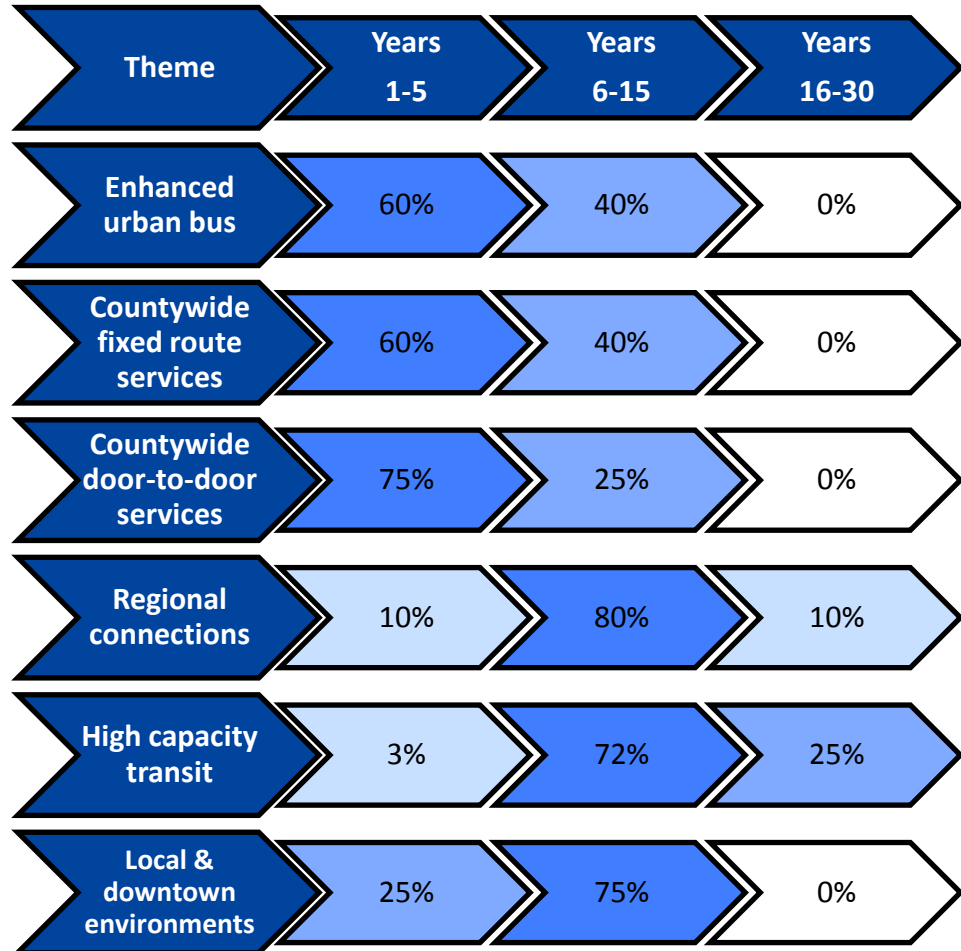 Theme
Years
1-5
Years
6-15
Years
16-30
Enhanced
urban bus
60%
40%
0%
Countywide
fixed route
services
60%
40%
0%
Countywide
door-to-door
services
75%
25%
0%
Regional
connections
10%
80%
10%
High capacity
transit
3%
72%
25%
Local &
downtown
environments
25%
75%
0%